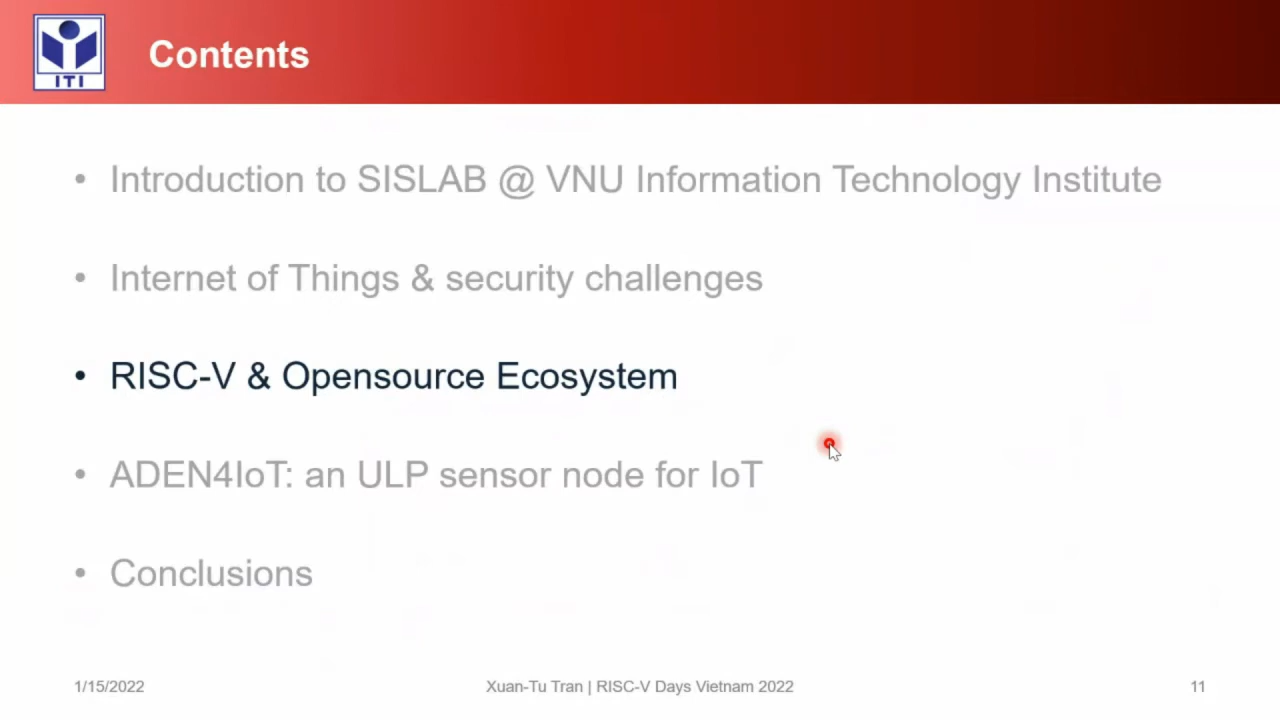 ITI
Contents
• Introduction to SISLAB @ VNU Information Technology Institute
• Internet of Things & security challenges
• RISC-V & Opensource Ecosystem
• ADEN4IoT: an ULP sensor node for IoT
• Conclusions
1/15/2022
Xuan-Tu Tran | RISC-V Days Vietnam 2022
11